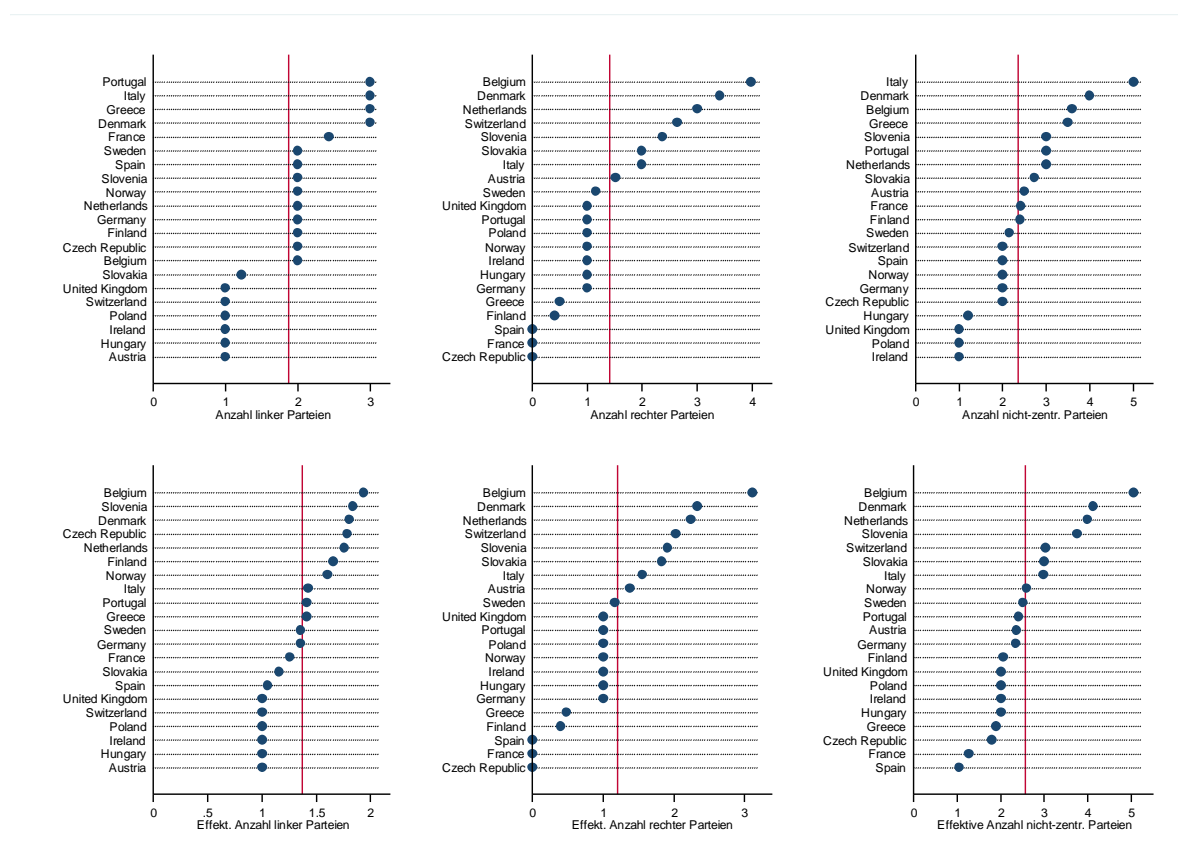 Portugal
Italy
Greece
Denmark
France
Sweden
Spain
Slovenia
Norway
Netherlands
Germany
Finland
Czech Republic
Belgium
Slovakia
United Kingdom
Switzerland
Poland
Ireland
Hungary
Austria
0 1 2 3
Anzahl linker Parteien
Belgium
Denmark
Netherlands
Switzerland
Slovenia
Slovakia
Italy
Austria
Sweden
United Kingdom
Portugal
Poland
Norway
Ireland
Hungary
Germany
Greece
Finland
Spain
France
Czech Republic
0 1 2 3 4
Anzahl rechter Parteien
Italy
Denmark
Belgium
Greece
Slovenia
Portugal
Netherlands
Slovakia
Austria
France
Finland
Sweden
Switzerland
Spain
Norway
Germany
Czech Republic
Hungary
United Kingdom
Poland
Ireland
0 1 2 3 4 5
Anzahl nicht-zentr. Parteien
Belgium
Slovenia
Denmark
Czech Republic
Netherlands
Finland
Norway
Italy
Portugal
Greece
Sweden
Germany
France
Slovakia
Spain
United Kingdom
Switzerland
Poland
Ireland
Hungary
Austria
0 .5 1 1.5 2
Effekt. Anzahl linker Parteien
Belgium
Denmark
Netherlands
Switzerland
Slovenia
Slovakia
Italy
Austria
Sweden
United Kingdom
Portugal
Poland
Norway
Ireland
Hungary
Germany
Greece
Finland
Spain
France
Czech Republic
0 1 2 3
Effekt. Anzahl rechter Parteien
Belgium
Denmark
Netherlands
Slovenia
Switzerland
Slovakia
Italy
Norway
Sweden
Portugal
Austria
Germany
Finland
United Kingdom
Poland
Ireland
Hungary
Greece
Czech Republic
France
Spain
0 1 2 3 4 5
Effektive Anzahl nicht-zentr. Parteien